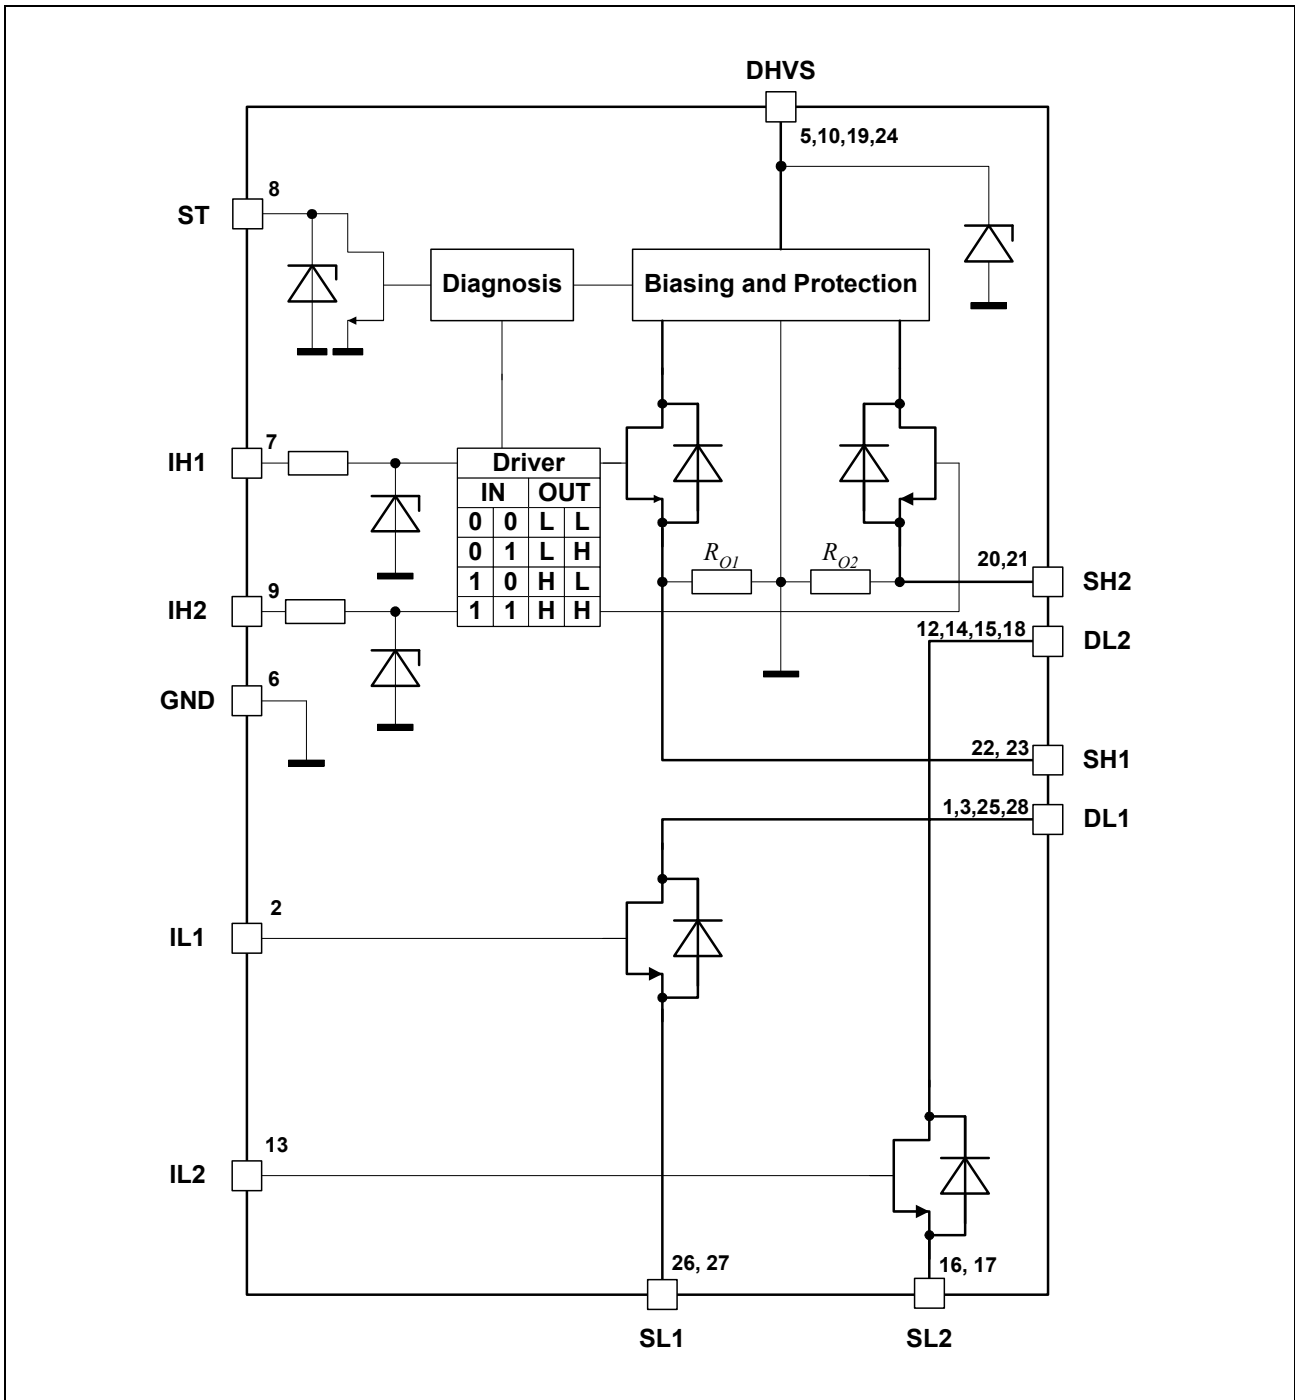 DHVS
5,10,19,24
8
ST
Diagnosis
Biasing and Protection
7
IH1
Driver
IN OUT
0 0 L L
0 1 L H
1 0 H L
1 1 H H
R_O1
R_O2
20,21
SH2
9
IH2
12,14,15,18
DL2
6
GND
22, 23
SH1
1,3,25,28
DL1
2
IL1
13
IL2
26, 27
16, 17
SL1
SL2